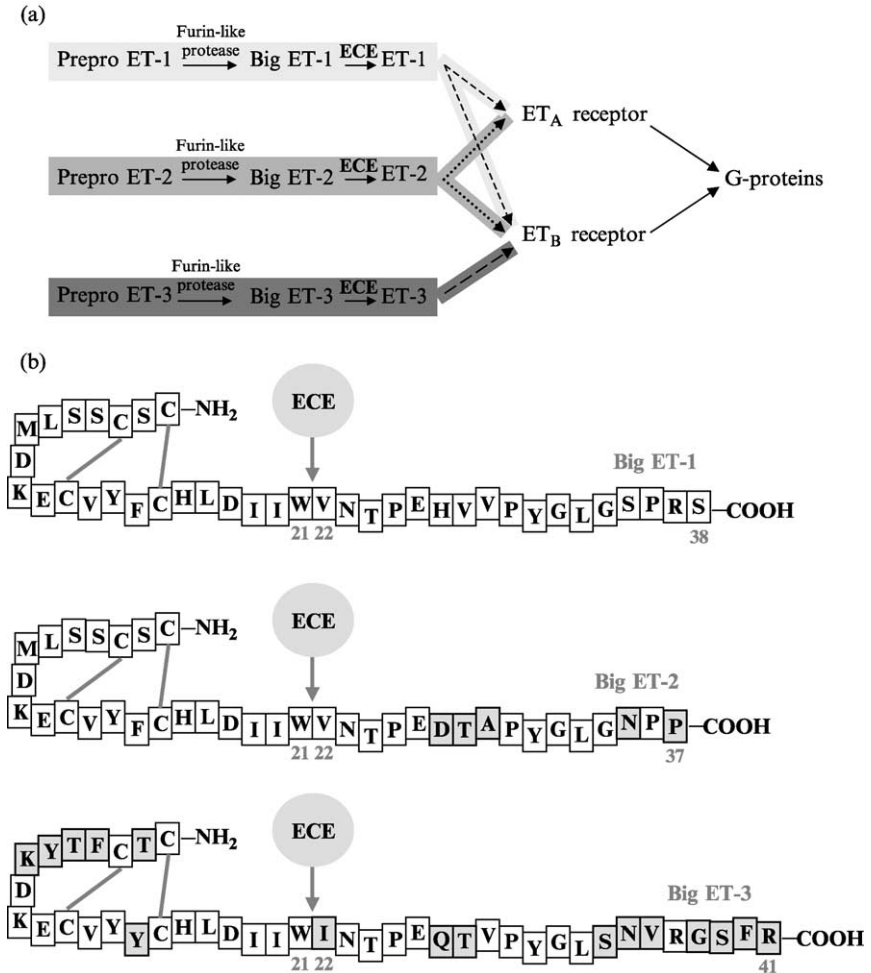 (a)
Furin-like
protease
Prepro ET-1 Big ET-1 ECE ET-1
ET_A receptor
Furin-like
protease
Prepro ET-2 Big ET-2 ECE ET-2
G-proteins
ET_B receptor
Furin-like
protease
Prepro ET-3 Big ET-3 ECE ET-3
(b)
ECE
M L S S C S C –NH2
D
Big ET-1
K E C V Y F C H L D I I W V N T P E H V V P Y G L G S P R S –COOH
21 22 38
ECE
M L S S C S C –NH2
D
Big ET-2
K E C V Y F C H L D I I W V N T P E D T A P Y G L G N P P –COOH
21 22 37
ECE
K Y T F C T C –NH2
D
Big ET-3
K E C V Y Y C H L D I I W I N T P E Q T V P Y G L S N V R G S F R –COOH
21 22 41